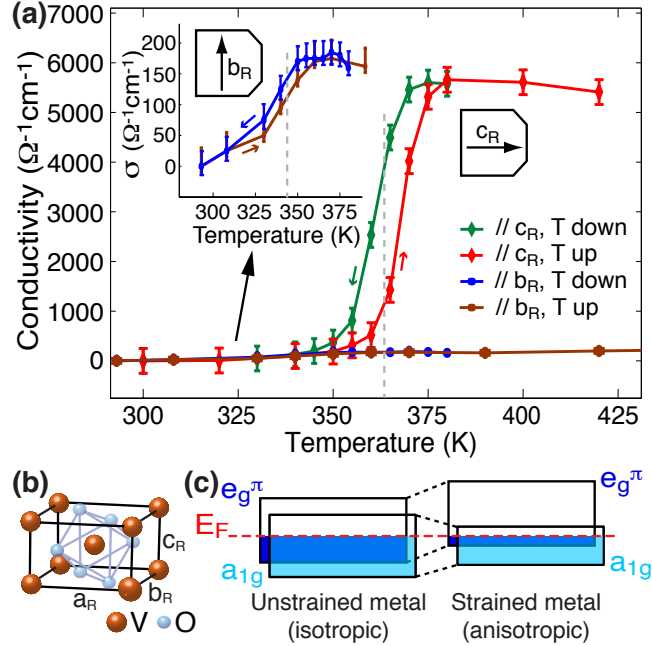 (a)
Conductivity (Ω⁻¹cm⁻¹)
7000
6000
5000
4000
3000
2000
1000
0
σ (Ω⁻¹cm⁻¹)
200
150
100
50
0
300 325 350 375
Temperature (K)
b_R
c_R
// c_R, T down
// c_R, T up
// b_R, T down
// b_R, T up
300 325 350 375 400 425
Temperature (K)
(b)
c_R
b_R
a_R
V O
(c)
e_g^π
e_g^π
E_F
a_1g
a_1g
Unstrained metal
(isotropic)
Strained metal
(anisotropic)